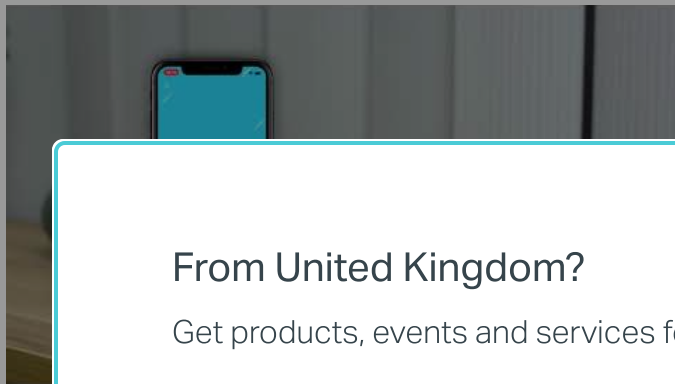 From United Kingdom?
Get products, events and services